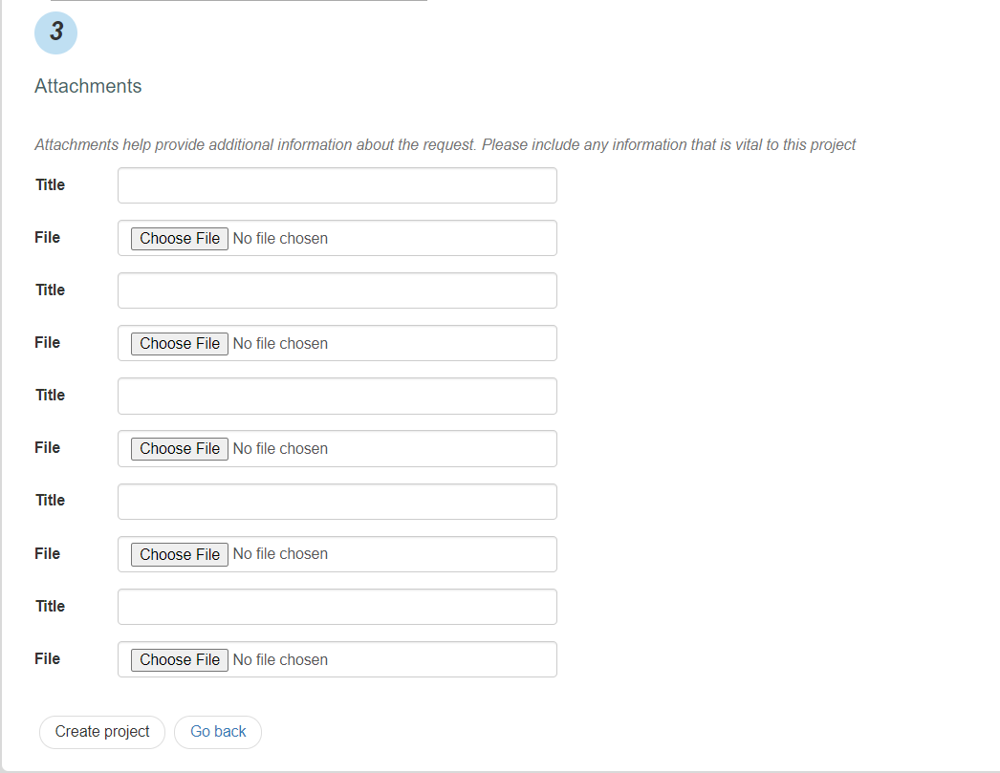 3
Attachments
Attachments help provide additional information about the request. Please include any information that is vital to this project
Title
File Choose File No file chosen
Title
File Choose File No file chosen
Title
File Choose File No file chosen
Title
File Choose File No file chosen
Title
File Choose File No file chosen
Create project Go back